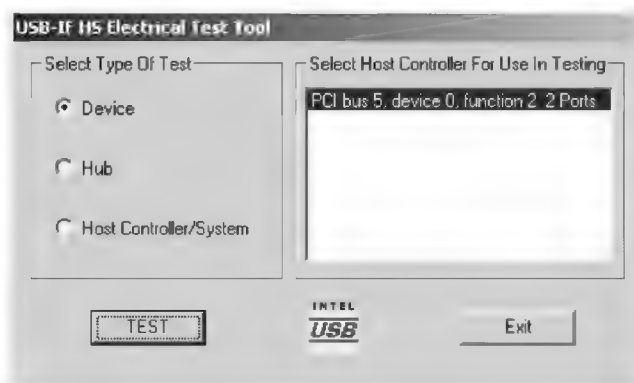 USB-IF HS Electrical Test Tool
Select Type Of Test
Device
Hub
Host Controller/System
Select Host Controller For Use In Testing
PCI bus 5, device 0, function 2 2 Ports
TEST
INTEL
USB
Exit